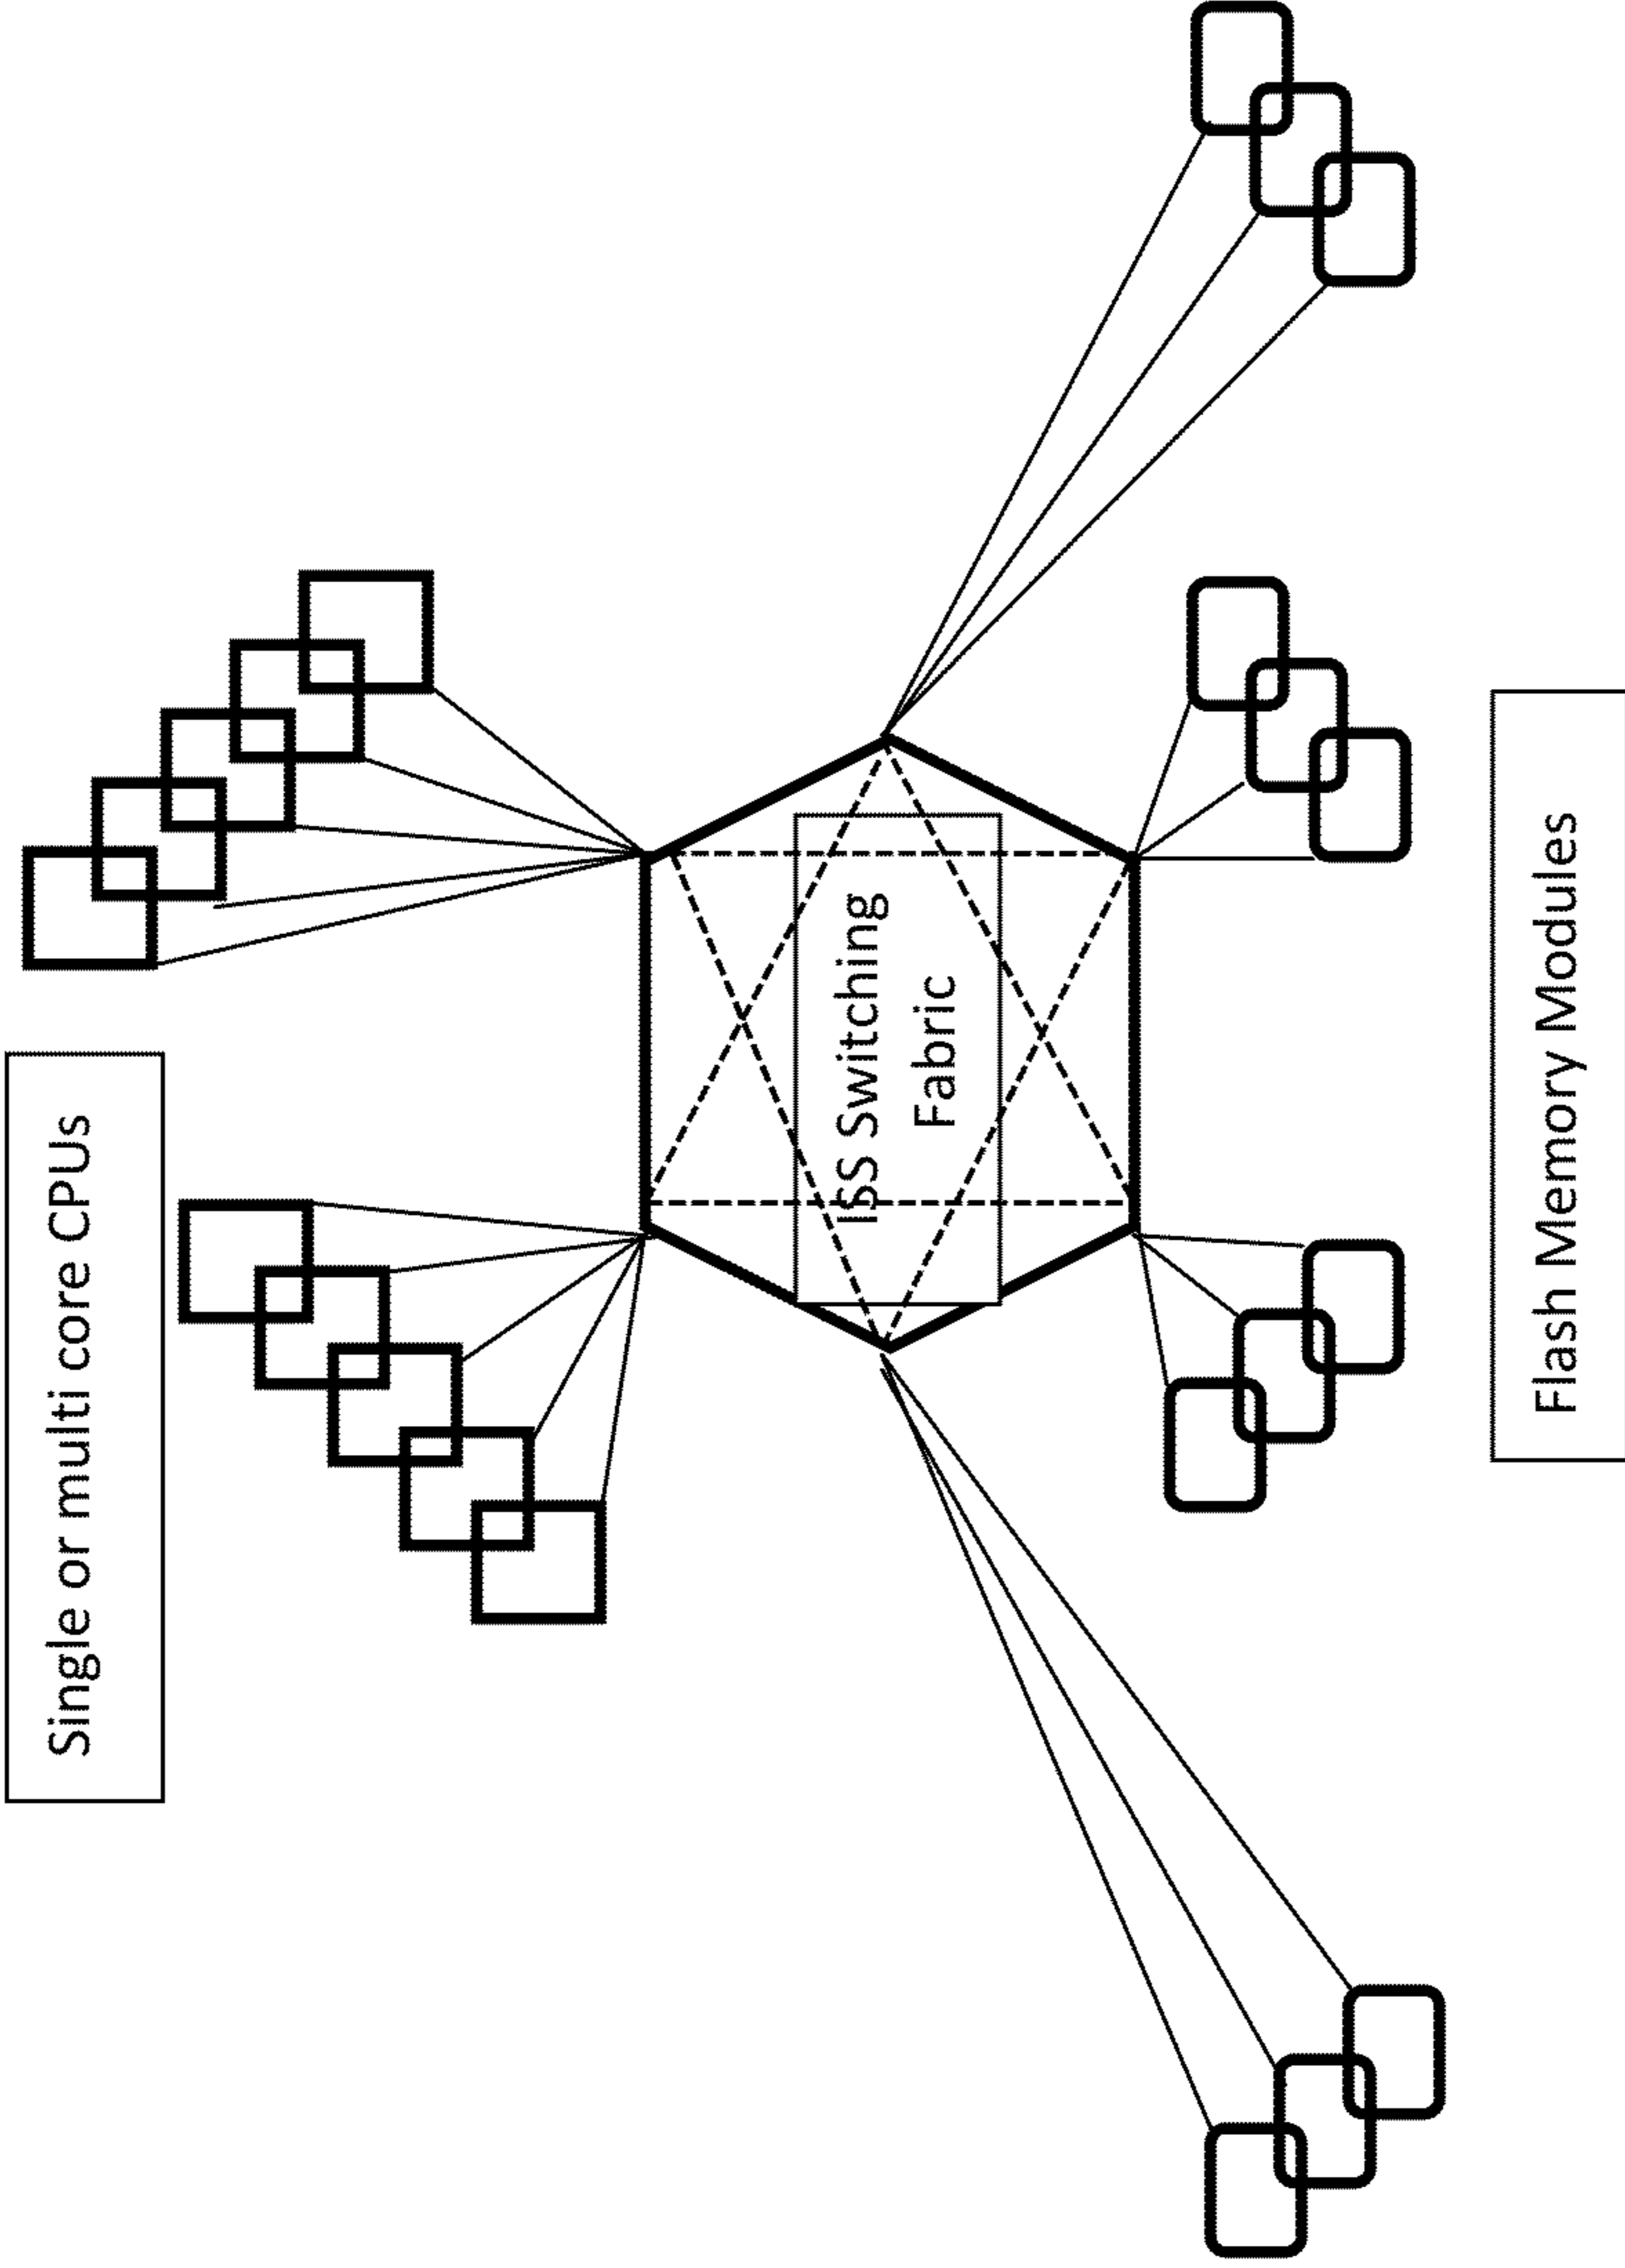 Single or multi core CPUs
ISS Switching
Fabric
Flash Memory Modules